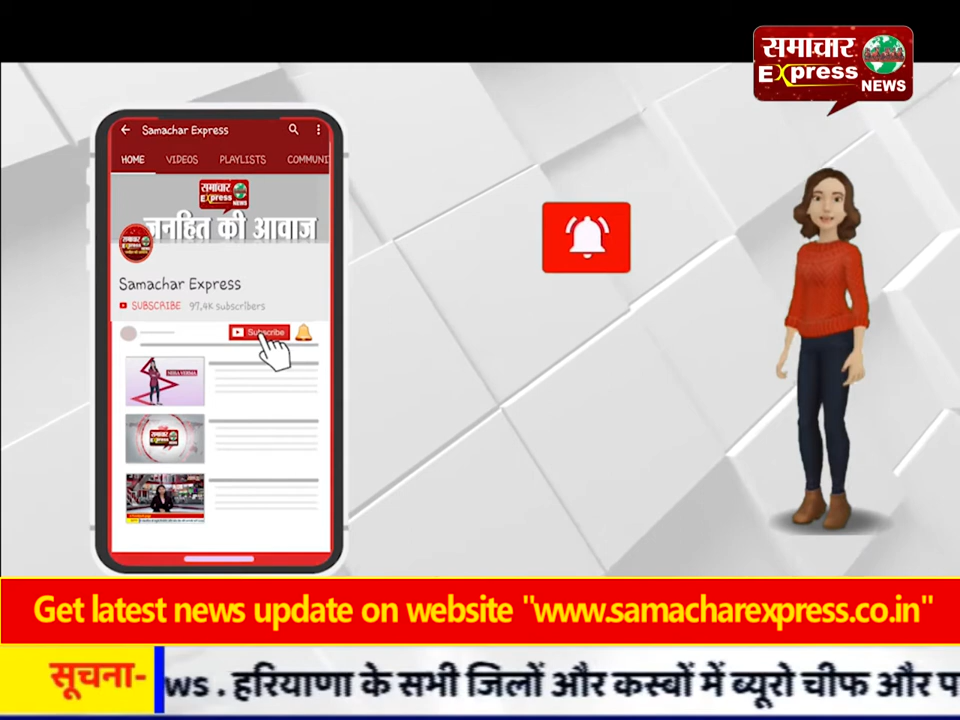 समाचार
Express
NEWS
Samachar Express
HOME VIDEOS PLAYLISTS COMMUNI
समाचार
Express
NEWS
जनहित की आवाज
Samachar Express
SUBSCRIBE 97.4K subscribers
Subscribe
NEHA VERMA
Get latest news update on website "www.samacharexpress.co.in"
सूचना- ws . हरियाणा के सभी जिलों और कस्बों में ब्यूरो चीफ और प